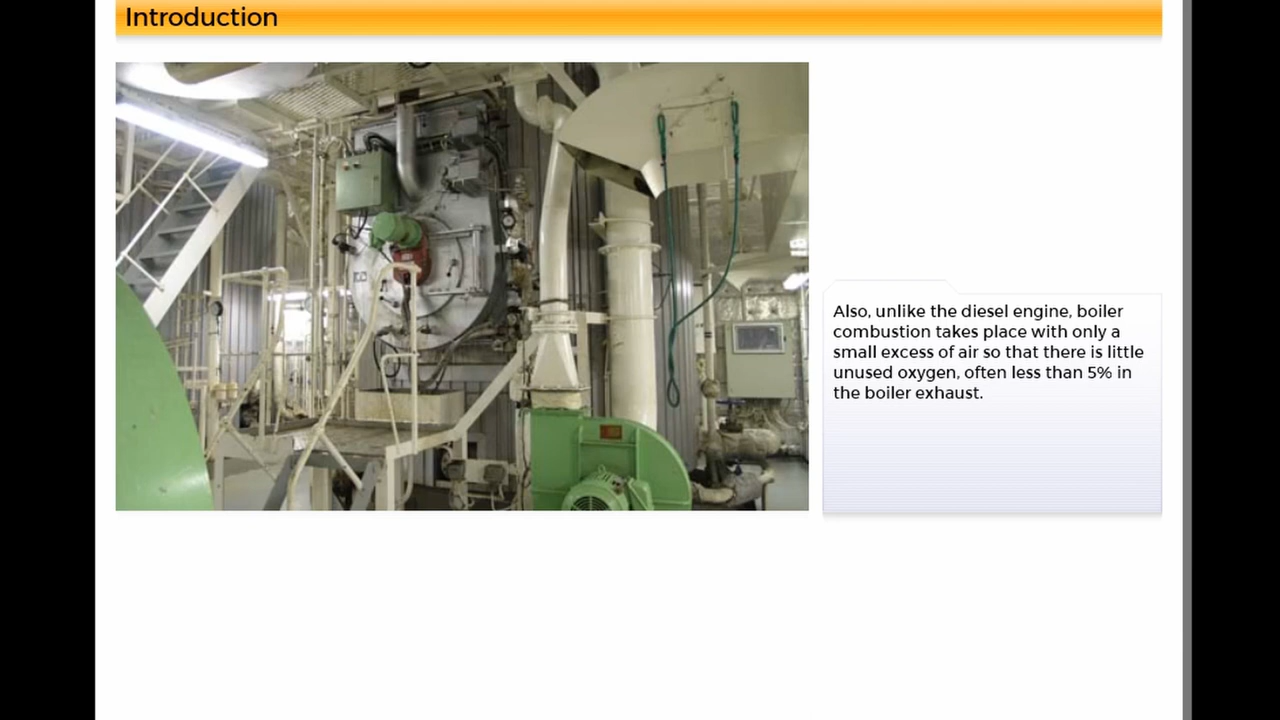 Introduction
Also, unlike the diesel engine, boiler
combustion takes place with only a
small excess of air so that there is little
unused oxygen, often less than 5% in
the boiler exhaust.